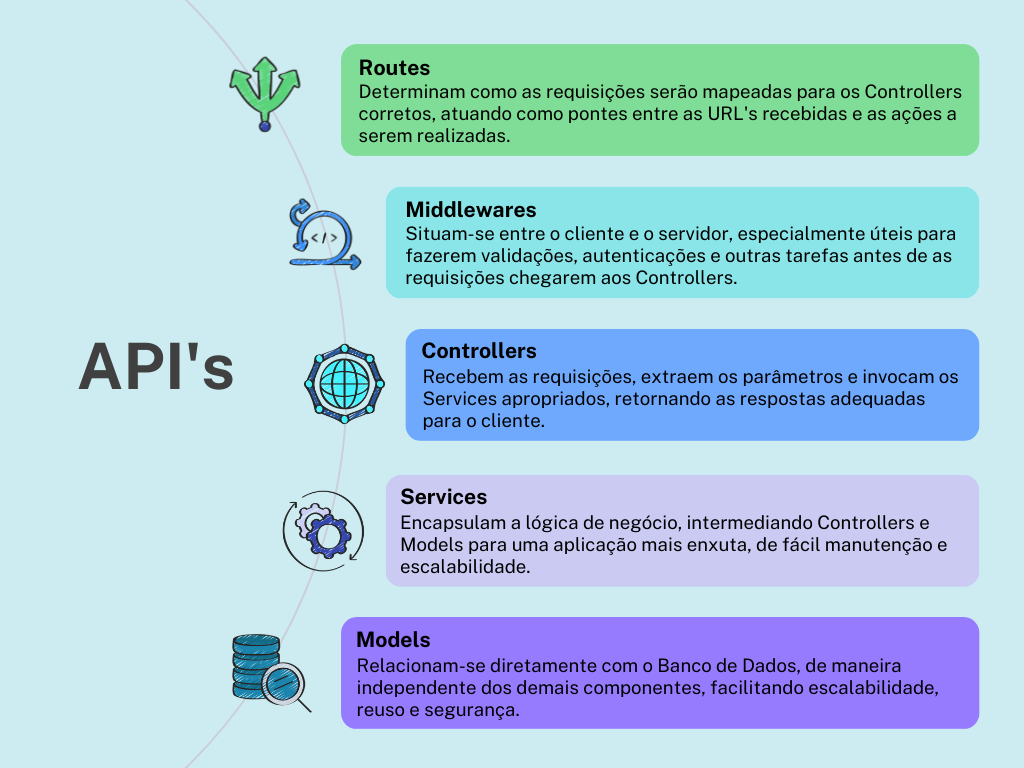 Routes
Determinam como as requisições serão mapeadas para os Controllers
corretos, atuando como pontes entre as URL's recebidas e as ações a
serem realizadas.
Middlewares
Situam-se entre o cliente e o servidor, especialmente úteis para
fazerem validações, autenticações e outras tarefas antes de as
requisições chegarem aos Controllers.
API's
</>
Controllers
Recebem as requisições, extraem os parâmetros e invocam os
Services apropriados, retornando as respostas adequadas
para o cliente.
Services
Encapsulam a lógica de negócio, intermediando Controllers e
Models para uma aplicação mais enxuta, de fácil manutenção e
escalabilidade.
Models
Relacionam-se diretamente com o Banco de Dados, de maneira
independente dos demais componentes, facilitando escalabilidade,
reuso e segurança.